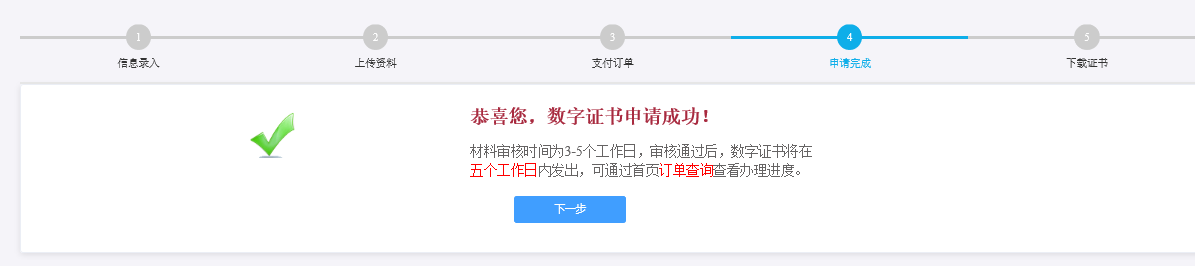 1
2
3
4
5
信息录入
上传资料
支付订单
申请完成
下载证书
恭喜您，数字证书申请成功！
材料审核时间为3-5个工作日，审核通过后，数字证书将在
五个工作日内发出，可通过首页订单查询查看办理进度。
下一步